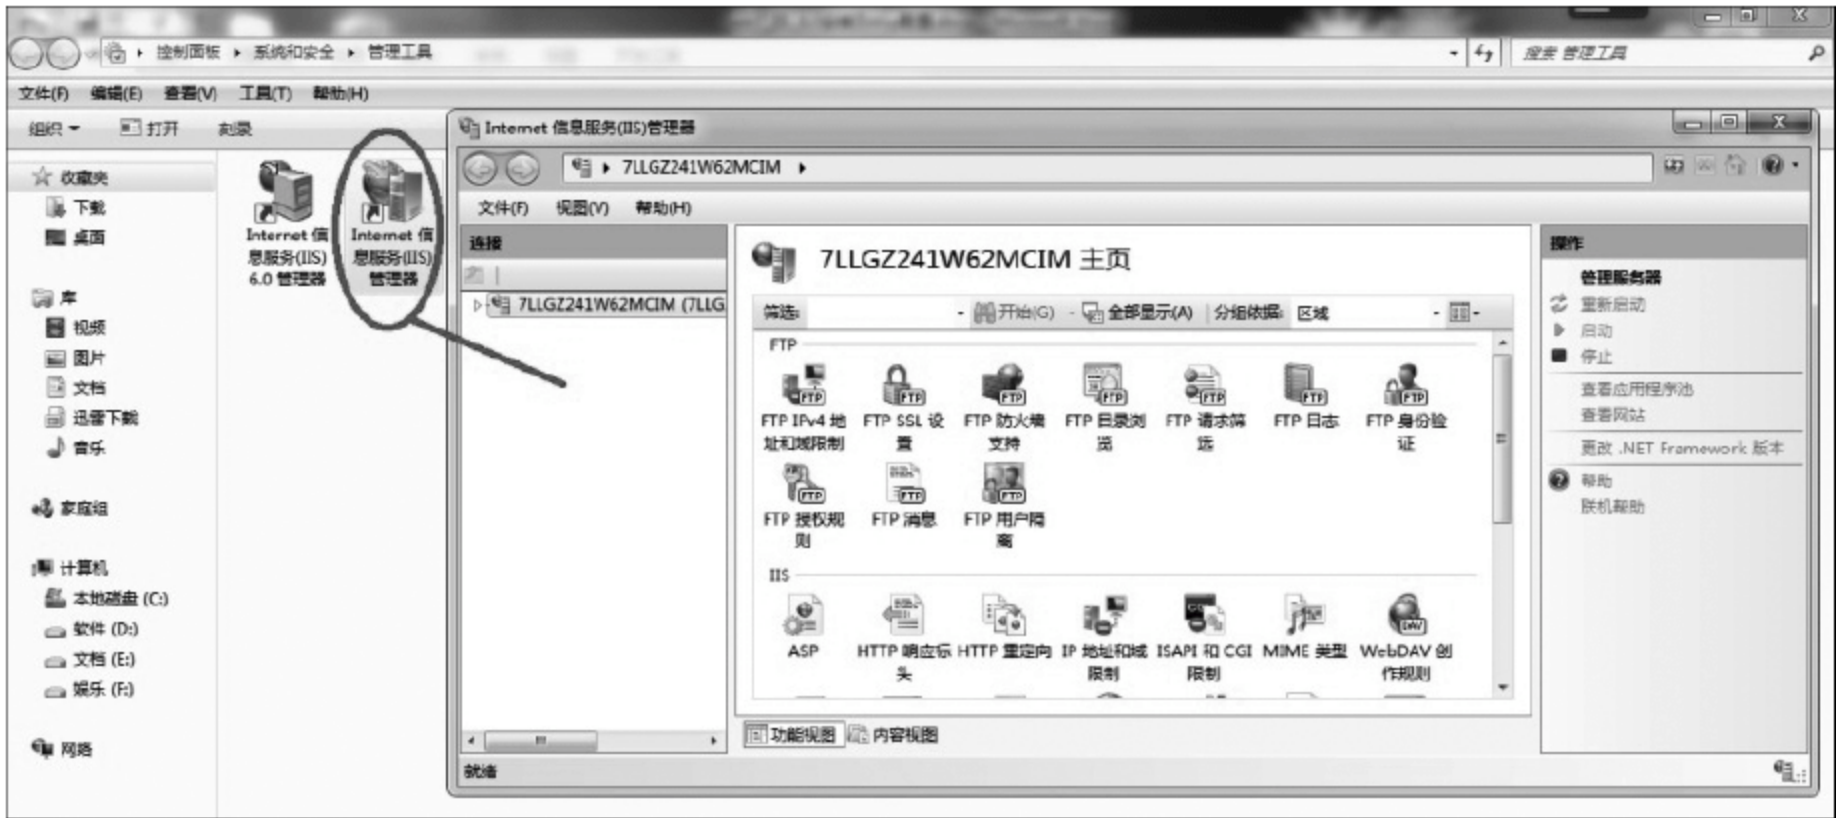 控制面板 ▸ 系统和安全 ▸ 管理工具
搜索 管理工具
文件(F) 编辑(E) 查看(V) 工具(T) 帮助(H)
组织 打开 刻录
收藏夹
下载
桌面
库
视频
图片
文档
迅雷下载
音乐
家庭组
计算机
本地磁盘 (C:)
软件 (D:)
文档 (E:)
娱乐 (F:)
网络
Internet 信
息服务(IIS)
6.0 管理器
Internet 信
息服务(IIS)
管理器
Internet 信息服务(IIS)管理器
7LLGZ241W62MCIM
文件(F) 视图(V) 帮助(H)
连接
7LLGZ241W62MCIM (7LLG
7LLGZ241W62MCIM 主页
筛选: 开始(G) 全部显示(A) 分组依据: 区域
FTP
FTP IPv4 地
址和域限制
FTP SSL 设
置
FTP 防火墙
支持
FTP 目录浏
览
FTP 请求筛
选
FTP 日志
FTP 身份验
证
FTP 授权规
则
FTP 消息
FTP 用户隔
离
IIS
ASP
HTTP 响应标
头
HTTP 重定向
IP 地址和域
限制
ISAPI 和 CGI
限制
MIME 类型
WebDAV 创
作规则
功能视图 内容视图
就绪
操作
管理服务器
重新启动
启动
停止
查看应用程序池
查看网站
更改 .NET Framework 版本
帮助
联机帮助